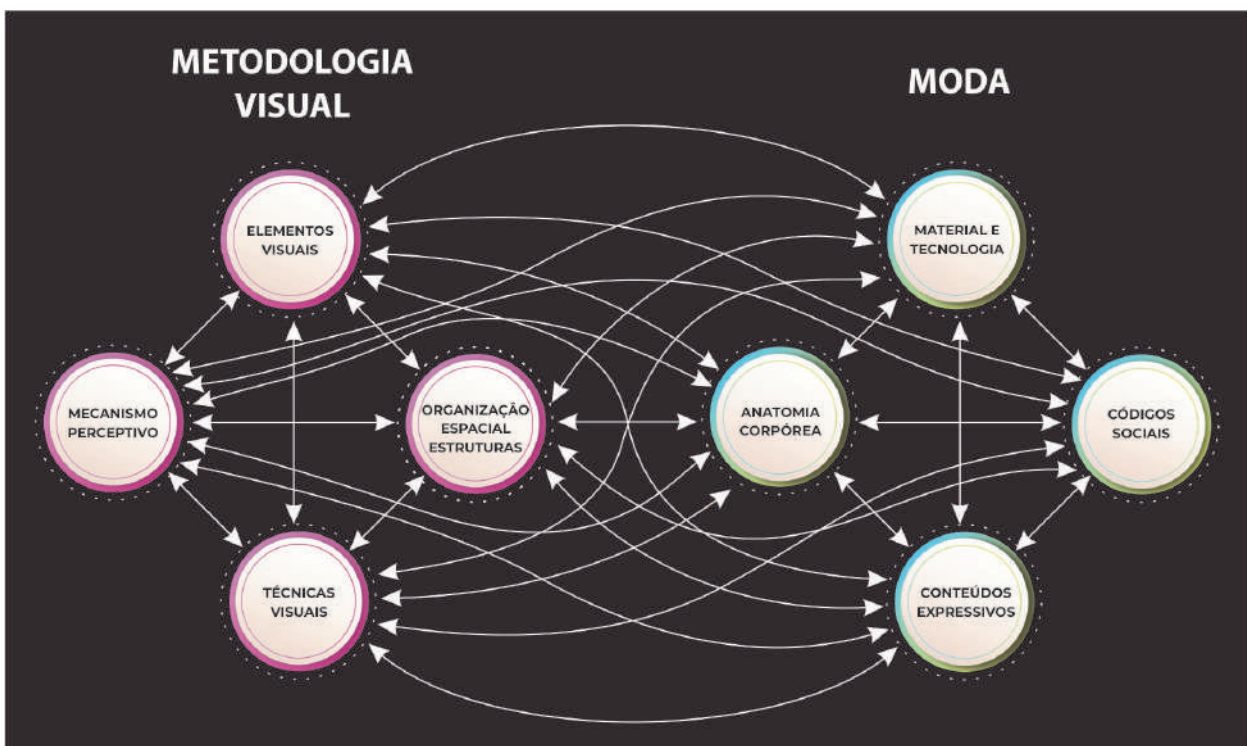 METODOLOGIA
VISUAL
MODA
ELEMENTOS
VISUAIS
MATERIAL E
TECNOLOGIA
MECANISMO
PERCEPTIVO
ORGANIZAÇÃO
ESPACIAL
ESTRUTURAS
ANATOMIA
CORPÓREA
CÓDIGOS
SOCIAIS
TÉCNICAS
VISUAIS
CONTEÚDOS
EXPRESSIVOS